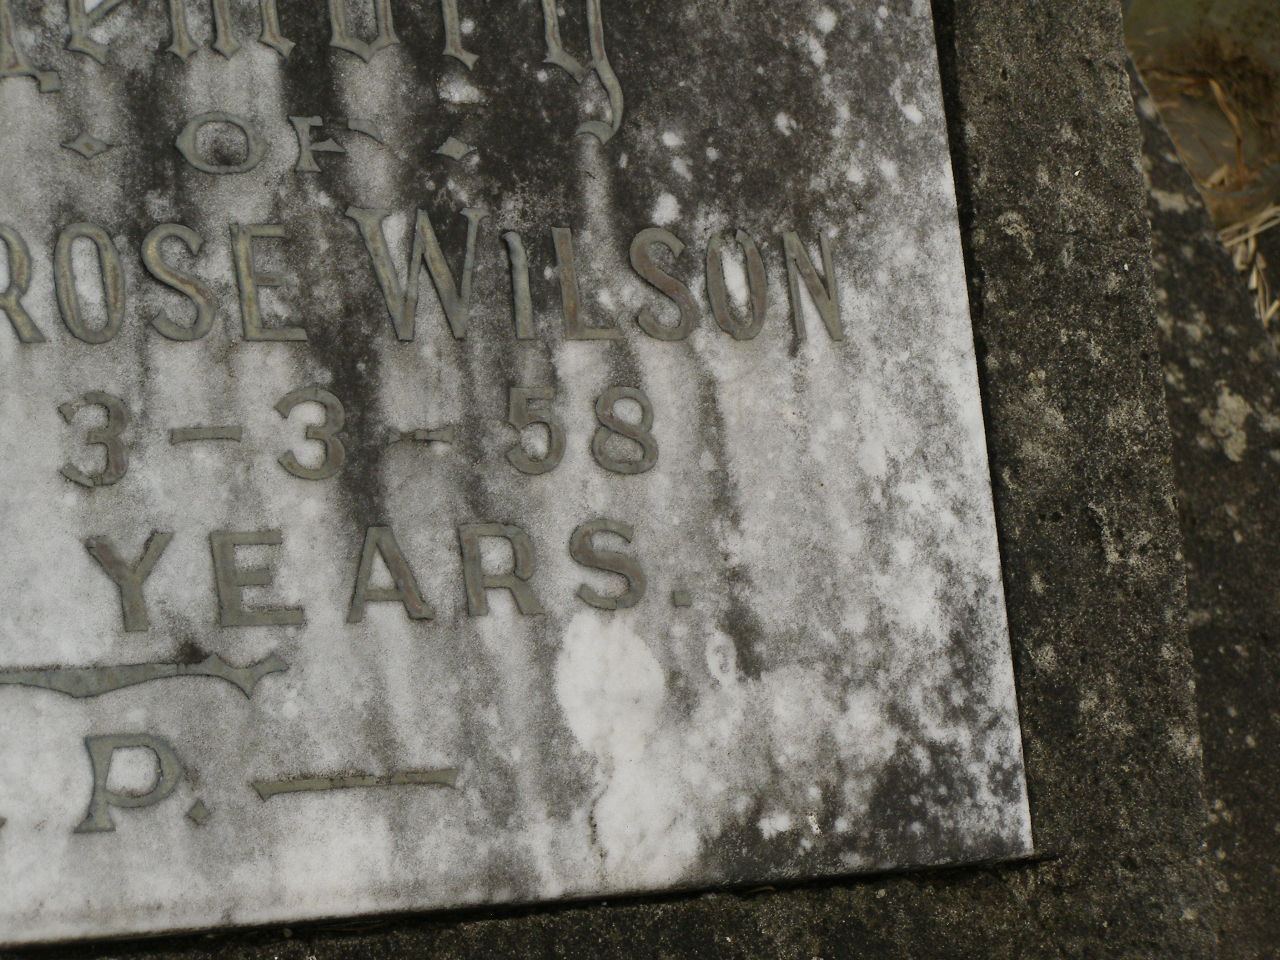 OF
ROSE WILSON
3-3-58
YEARS.
P.